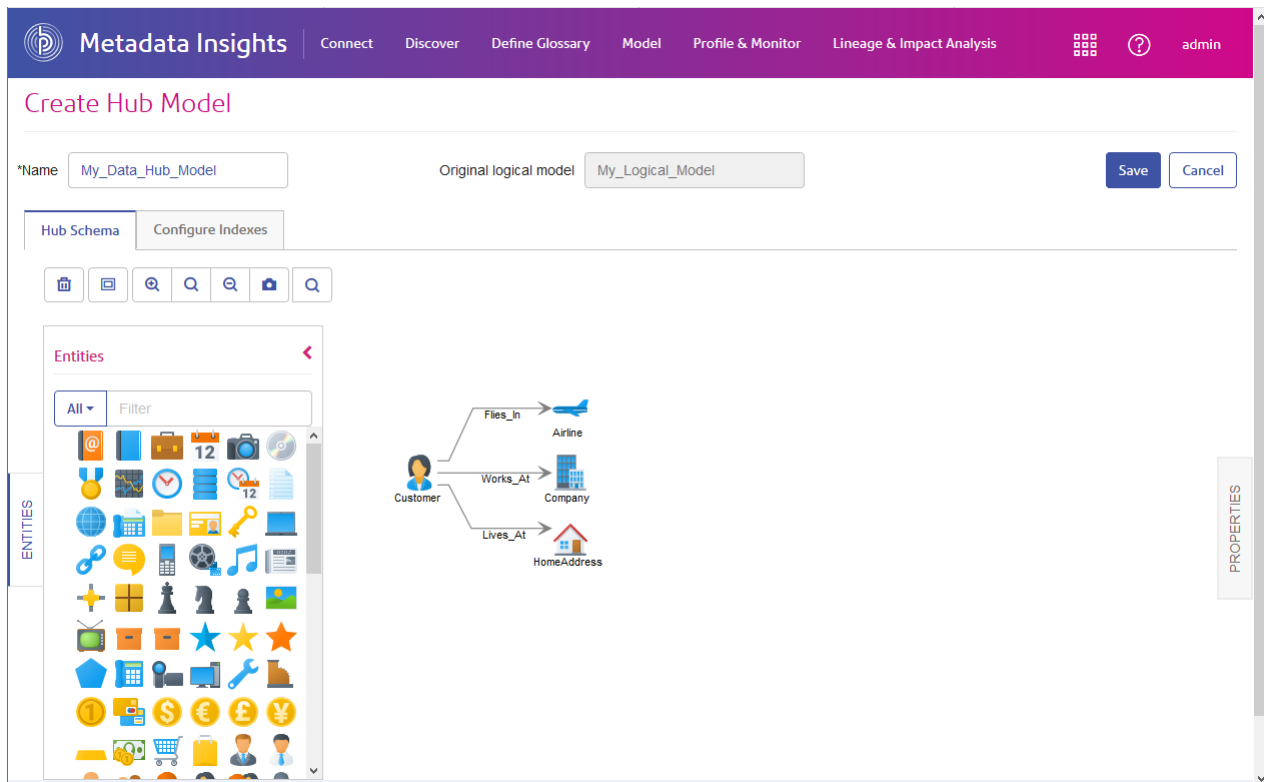 Metadata Insights Connect Discover Define Glossary Model Profile & Monitor Lineage & Impact Analysis ? admin
Create Hub Model
*Name My_Data_Hub_Model Original logical model My_Logical_Model Save Cancel
Hub Schema Configure Indexes
Entities
All Filter
@ 12
12
ENTITIES
1 $ € £ ¥
Flies_In
Airline
Works_At
Customer Company
Lives_At
HomeAddress
PROPERTIES